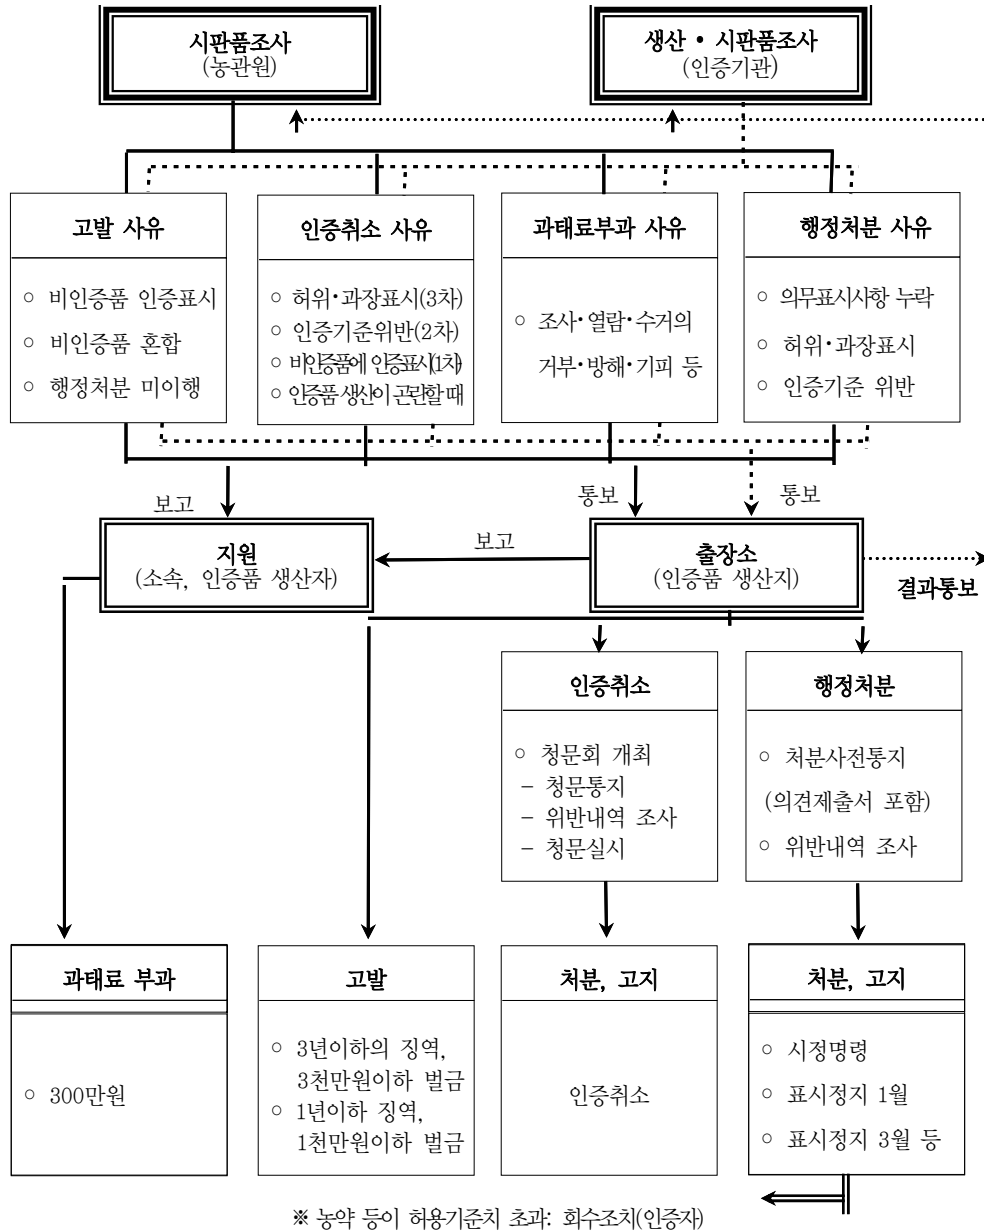 시판품조사
(농관원)
생산・시판품조사
(인증기관)
고발 사유
○ 비인증품 인증표시
○ 비인증품 혼합
○ 행정처분 미이행
인증취소 사유
○ 허위·과장표시(3차)
○ 인증기준위반(2차)
○ 비인증품에 인증표시(1차)
○ 인증품 생산이 곤란할 때
과태료부과 사유
○ 조사·열람·수거의
거부·방해·기피 등
행정처분 사유
○ 의무표시사항 누락
○ 허위·과장표시
○ 인증기준 위반
보고
통보
통보
지원
(소속, 인증품 생산자)
보고
출장소
(인증품 생산지)
결과통보
인증취소
○ 청문회 개최
- 청문통지
- 위반내역 조사
- 청문실시
행정처분
○ 처분사전통지
(의견제출서 포함)
○ 위반내역 조사
과태료 부과
○ 300만원
고발
○ 3년이하의 징역,
3천만원이하 벌금
○ 1년이하 징역,
1천만원이하 벌금
처분, 고지
인증취소
처분, 고지
○ 시정명령
○ 표시정지 1월
○ 표시정지 3월 등
※ 농약 등이 허용기준치 초과: 회수조치(인증자)